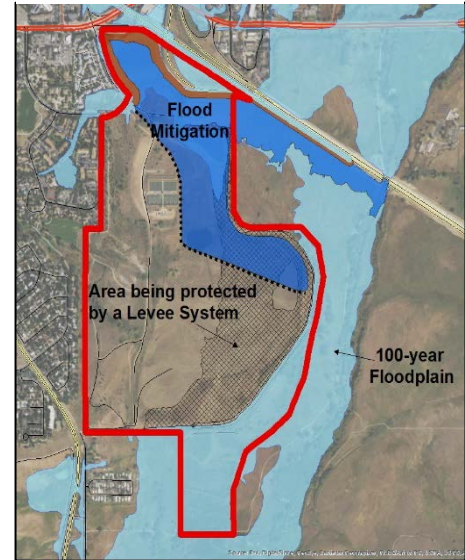 Flood
Mitigation
Area being protected
by a Levee System
100-year
Floodplain